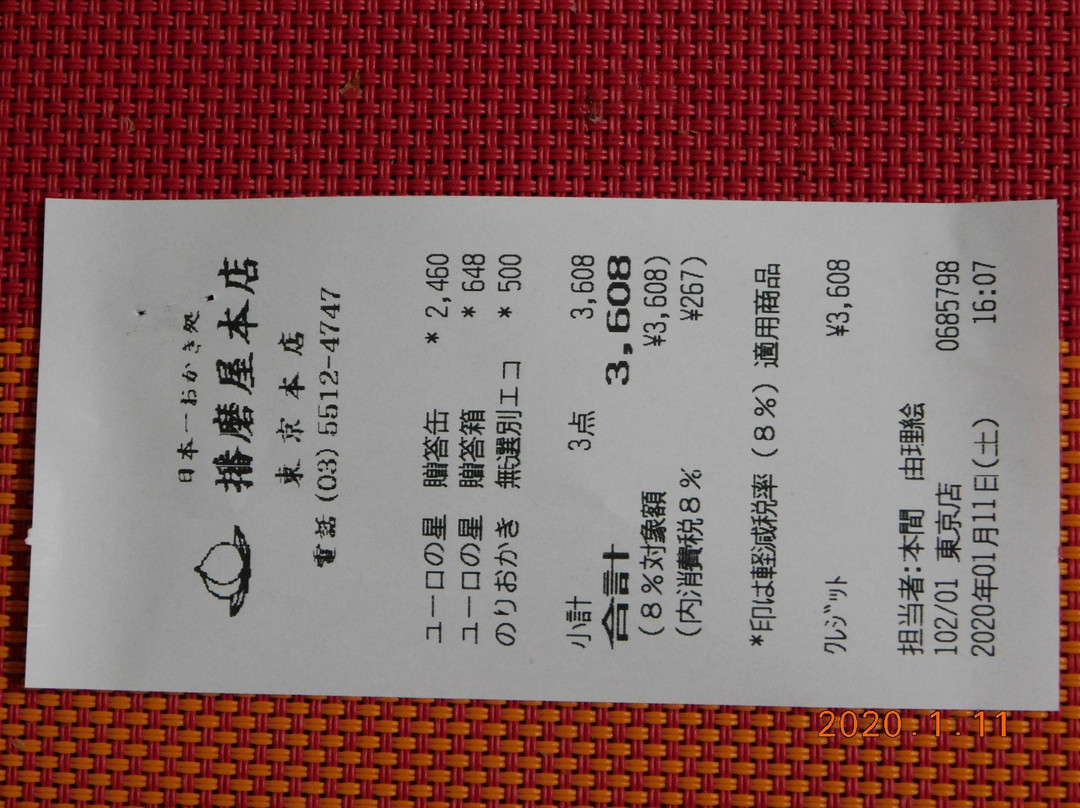 日本一おかき処
播磨屋本店
東京本店
電話(03)5512-4747
ユーロの星 贈答缶 * 2,460
ユーロの星 贈答箱 * 648
のりおかき 無選別エコ * 500
小計 3点 3,608
合計 3,608
(8%対象額 ¥3,608)
(内消費税8% ¥267)
*印は軽減税率(8%)適用商品
クレジット ¥3,608
担当者:本間 由理絵
102/01 東京店 0685798
2020年01月11日(土) 16:07
2020. 1.11